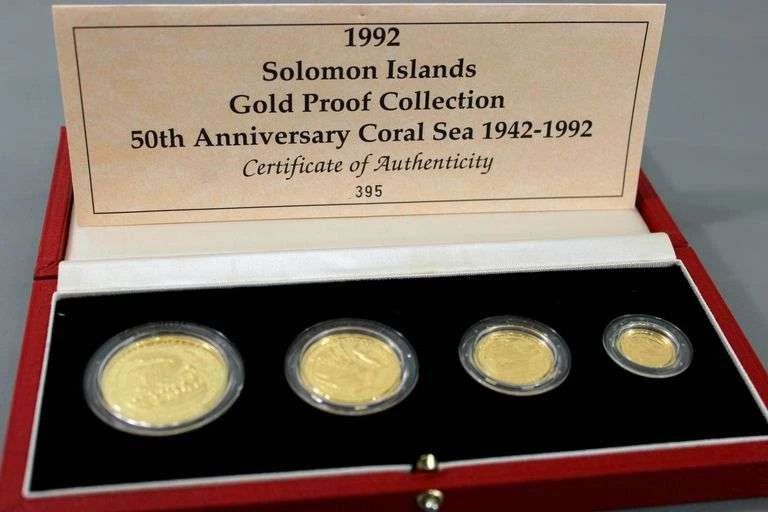 1992
Solomon Islands
Gold Proof Collection
50th Anniversary Coral Sea 1942-1992
Certificate of Authenticity
395